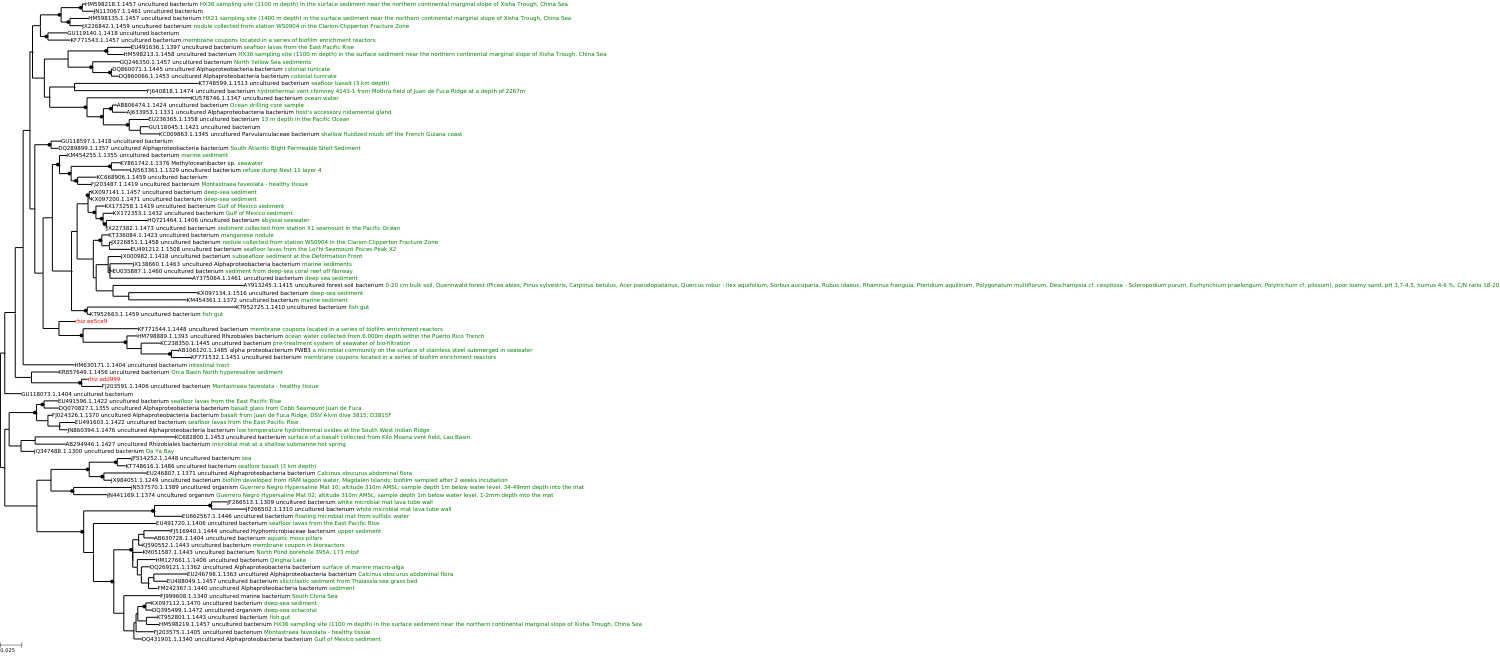 HM598218.1.1457 uncultured bacterium HX36 sampling site (1100 m depth) in the surface sediment near the northern continental marginal slope of Xisha Trough, China Sea
JN113067.1.1461 uncultured bacterium
HM598135.1.1457 uncultured bacterium HX21 sampling site (1400 m depth) in the surface sediment near the northern continental marginal slope of Xisha Trough, China Sea
JX226842.1.1459 uncultured bacterium nodule collected from station WS0904 in the Clarion-Clipperton Fracture Zone
GU119140.1.1418 uncultured bacterium
KF771543.1.1457 uncultured bacterium membrane coupons located in a series of biofilm enrichment reactors
EU491636.1.1397 uncultured bacterium seafloor lavas from the East Pacific Rise
HM598213.1.1458 uncultured bacterium HX36 sampling site (1100 m depth) in the surface sediment near the northern continental marginal slope of Xisha Trough, China Sea
GQ246350.1.1457 uncultured bacterium North Yellow Sea sediments
DQ860071.1.1445 uncultured Alphaproteobacteria bacterium colonial tunicate
DQ860066.1.1453 uncultured Alphaproteobacteria bacterium colonial tunicate
KT748599.1.1513 uncultured bacterium seafloor basalt (3 km depth)
FJ640818.1.1474 uncultured bacterium hydrothermal vent chimney 4143-1 from Mothra field of Juan de Fuca Ridge at a depth of 2267m
KU578746.1.1347 uncultured bacterium ocean water
AB806474.1.1424 uncultured bacterium Ocean drilling core sample
AJ633953.1.1331 uncultured Alphaproteobacteria bacterium host's accessory nidamental gland
EU236365.1.1358 uncultured bacterium 13 m depth in the Pacific Ocean
GU118045.1.1421 uncultured bacterium
KC009863.1.1345 uncultured Parvularculaceae bacterium shallow fluidized muds off the French Guiana coast
GU118597.1.1418 uncultured bacterium
DQ289899.1.1357 uncultured Alphaproteobacteria bacterium South Atlantic Bight Permeable Shelf Sediment
KM454255.1.1355 uncultured bacterium marine sediment
KY861742.1.1376 Methyloceanibacter sp. seawater
LN563361.1.1329 uncultured bacterium refuse dump Nest 11 layer 4
KC668906.1.1459 uncultured bacterium
FJ203487.1.1419 uncultured bacterium Montastraea faveolata - healthy tissue
KX097141.1.1457 uncultured bacterium deep-sea sediment
KX097200.1.1471 uncultured bacterium deep-sea sediment
KX173258.1.1419 uncultured bacterium Gulf of Mexico sediment
KX172353.1.1432 uncultured bacterium Gulf of Mexico sediment
HQ721464.1.1406 uncultured bacterium abyssal seawater
JX227382.1.1473 uncultured bacterium sediment collected from station X1 seamount in the Pacific Ocean
KT336084.1.1423 uncultured bacterium manganese nodule
JX226851.1.1458 uncultured bacterium nodule collected from station WS0904 in the Clarion-Clipperton Fracture Zone
EU491212.1.1508 uncultured bacterium seafloor lavas from the Loi'hi Seamount Pisces Peak X2
JX000982.1.1418 uncultured bacterium subseafloor sediment at the Deformation Front
JX138660.1.1463 uncultured Alphaproteobacteria bacterium marine sediments
EU035887.1.1460 uncultured bacterium sediment from deep-sea coral reef off Norway
AY375064.1.1461 uncultured bacterium deep sea sediment
AY913245.1.1415 uncultured forest soil bacterium 0-20 cm bulk soil, Duennwald forest (Picea abies, Pinus sylvestris, Carpinus betulus, Acer pseudoplatanus, Quercus robur - Ilex aquifolium, Sorbus aucuparia, Rubus idaeus, Rhamnus frangula, Pteridium aquilinum, Polygonatum multiflorum, Deschampsia cf. cespitosa - Scleropodium purum, Eurhynchium praelongum, Polytrichum cf. pilosum), poor loamy sand, pH 3,7-4,5, humus 4-6 %, C/N ratio 18-20
KX097134.1.1516 uncultured bacterium deep-sea sediment
KM454361.1.1372 uncultured bacterium marine sediment
KT952725.1.1410 uncultured bacterium fish gut
KT952663.1.1459 uncultured bacterium fish gut
rhiz ee5ce9
KF771544.1.1448 uncultured bacterium membrane coupons located in a series of biofilm enrichment reactors
HM798889.1.1393 uncultured Rhizobiales bacterium ocean water collected from 6,000m depth within the Puerto Rico Trench
KC238350.1.1445 uncultured bacterium pre-treatment system of seawater of bio-filtration
AB106120.1.1485 alpha proteobacterium PWB3 a microbial community on the surface of stainless steel submerged in seawater
KF771532.1.1451 uncultured bacterium membrane coupons located in a series of biofilm enrichment reactors
HM630171.1.1404 uncultured bacterium intestinal tract
KR857649.1.1456 uncultured bacterium Orca Basin North hyperesaline sediment
rhiz add999
FJ203591.1.1406 uncultured bacterium Montastraea faveolata - healthy tissue
GU118073.1.1404 uncultured bacterium
EU491596.1.1422 uncultured bacterium seafloor lavas from the East Pacific Rise
DQ070827.1.1355 uncultured Alphaproteobacteria bacterium basalt glass from Cobb Seamount Juan de Fuca
FJ024326.1.1370 uncultured Alphaproteobacteria bacterium basalt from Juan de Fuca Ridge, DSV Alvin dive 3815; D3815F
EU491603.1.1422 uncultured bacterium seafloor lavas from the East Pacific Rise
JN860394.1.1476 uncultured Alphaproteobacteria bacterium low temperature hydrothermal oxides at the South West Indian Ridge
KC682800.1.1453 uncultured bacterium surface of a basalt collected from Kilo Moana vent field, Lau Basin
AB294946.1.1427 uncultured Rhizobiales bacterium microbial mat at a shallow submarine hot spring
JQ347488.1.1300 uncultured bacterium Da Ya Bay
JF514252.1.1448 uncultured bacterium sea
KT748616.1.1486 uncultured bacterium seafloor basalt (3 km depth)
EU246807.1.1371 uncultured Alphaproteobacteria bacterium Calcinus obscurus abdominal flora
JX984051.1.1249 uncultured bacterium biofilm developed from HAM lagoon water, Magdalen Islands; biofilm sampled after 2 weeks incubation
JN537570.1.1389 uncultured organism Guerrero Negro Hypersaline Mat 10; altitude 310m AMSL; sample depth 1m below water level, 34-49mm depth into the mat
JN441169.1.1374 uncultured organism Guerrero Negro Hypersaline Mat 02; altitude 310m AMSL; sample depth 1m below water level, 1-2mm depth into the mat
JF266513.1.1309 uncultured bacterium white microbial mat lava tube wall
JF266502.1.1310 uncultured bacterium white microbial mat lava tube wall
EU662567.1.1446 uncultured bacterium floating microbial mat from sulfidic water
EU491720.1.1406 uncultured bacterium seafloor lavas from the East Pacific Rise
FJ516940.1.1444 uncultured Hyphomicrobiaceae bacterium upper sediment
AB630728.1.1404 uncultured bacterium aquatic moss pillars
KJ590552.1.1443 uncultured bacterium membrane coupon in bioreactors
KM051587.1.1443 uncultured bacterium North Pond borehole 395A, 173 mbsf
HM127661.1.1406 uncultured bacterium Qinghai Lake
DQ269121.1.1362 uncultured Alphaproteobacteria bacterium surface of marine macro-alga
EU246798.1.1363 uncultured Alphaproteobacteria bacterium Calcinus obscurus abdominal flora
EU488049.1.1457 uncultured bacterium siliciclastic sediment from Thalassia sea grass bed
FM242367.1.1440 uncultured Alphaproteobacteria bacterium sediment
FJ999608.1.1340 uncultured marine bacterium South China Sea
KX097112.1.1470 uncultured bacterium deep-sea sediment
DQ395499.1.1472 uncultured organism deep-sea octacoral
KT952801.1.1443 uncultured bacterium fish gut
HM598219.1.1457 uncultured bacterium HX36 sampling site (1100 m depth) in the surface sediment near the northern continental marginal slope of Xisha Trough, China Sea
FJ203575.1.1405 uncultured bacterium Montastraea faveolata - healthy tissue
DQ431901.1.1340 uncultured Alphaproteobacteria bacterium Gulf of Mexico sediment
0.025